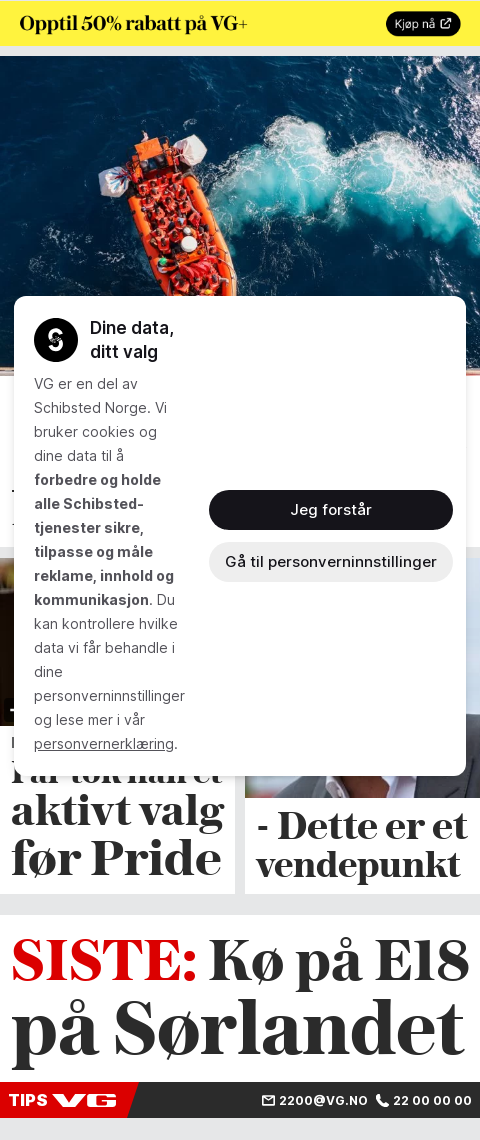 Opptil 50% rabatt på VG+
Kjøp nå
Dine data,
ditt valg
VG er en del av
Schibsted Norge. Vi
bruker cookies og
dine data til å
forbedre og holde
alle Schibsted-
tjenester sikre,
tilpasse og måle
reklame, innhold og
kommunikasjon. Du
kan kontrollere hvilke
data vi får behandle i
dine
personverninnstillinger
og lese mer i vår
personvernerklæring.
Jeg forstår
Gå til personverninnstillinger
aktivt valg
før Pride
- Dette er et
vendepunkt
SISTE: Kø på E18
på Sørlandet
TIPS VG
2200@VG.NO
22 00 00 00